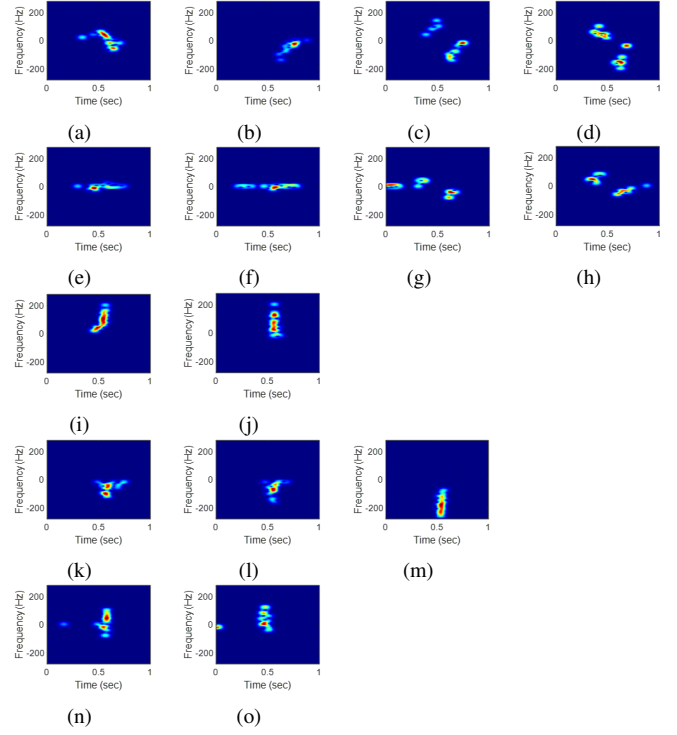 Frequency (Hz) 200 0 -200 0 0.5 1 Time (sec)
Frequency (Hz) 200 0 -200 0 0.5 1 Time (sec)
Frequency (Hz) 200 0 -200 0 0.5 1 Time (sec)
Frequency (Hz) 200 0 -200 0 0.5 1 Time (sec)
(a) (b) (c) (d)
Frequency (Hz) 200 0 -200 0 0.5 1 Time (sec)
Frequency (Hz) 200 0 -200 0 0.5 1 Time (sec)
Frequency (Hz) 200 0 -200 0 0.5 1 Time (sec)
Frequency (Hz) 200 0 -200 0 0.5 1 Time (sec)
(e) (f) (g) (h)
Frequency (Hz) 200 0 -200 0 0.5 1 Time (sec)
Frequency (Hz) 200 0 -200 0 0.5 1 Time (sec)
(i) (j)
Frequency (Hz) 200 0 -200 0 0.5 1 Time (sec)
Frequency (Hz) 200 0 -200 0 0.5 1 Time (sec)
Frequency (Hz) 200 0 -200 0 0.5 1 Time (sec)
(k) (l) (m)
Frequency (Hz) 200 0 -200 0 0.5 1 Time (sec)
Frequency (Hz) 200 0 -200 0 0.5 1 Time (sec)
(n) (o)